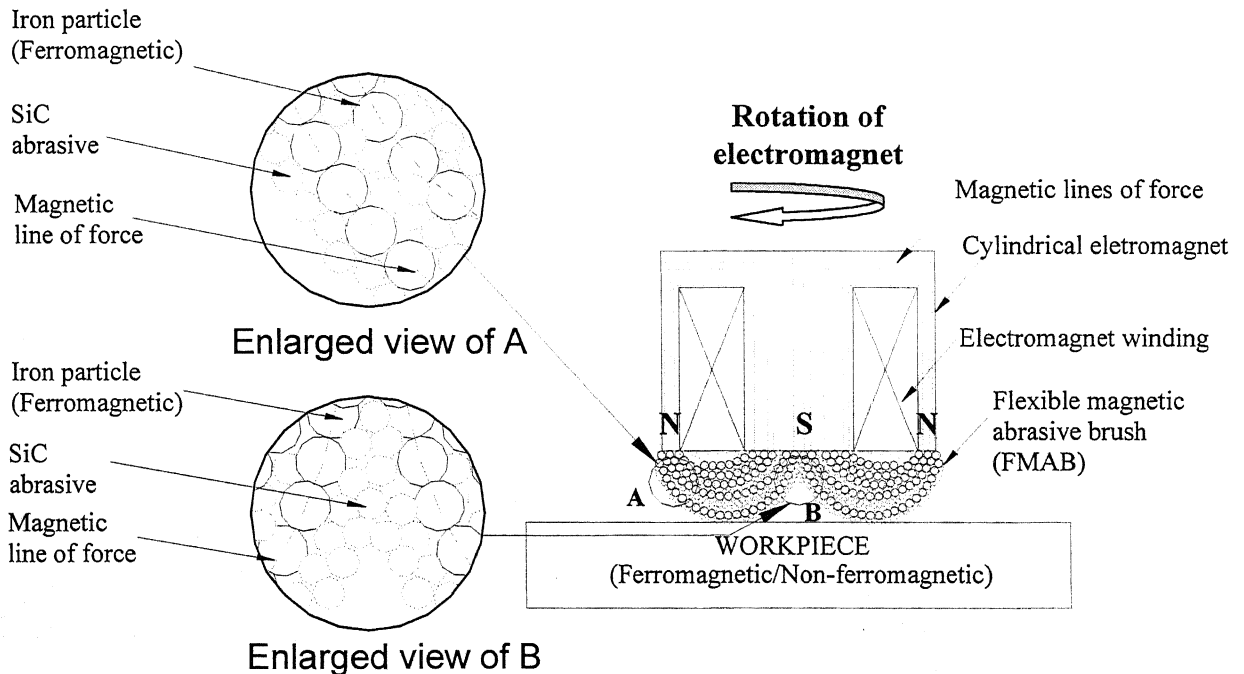 Iron particle
(Ferromagnetic)
SiC
abrasive
Magnetic
line of force
Enlarged view of A
Iron particle
(Ferromagnetic)
SiC
abrasive
Magnetic
line of force
Enlarged view of B
Rotation of
electromagnet
Magnetic lines of force
Cylindrical eletromagnet
Electromagnet winding
Flexible magnetic
abrasive brush
(FMAB)
N
S
N
A
B
WORKPIECE
(Ferromagnetic/Non-ferromagnetic)